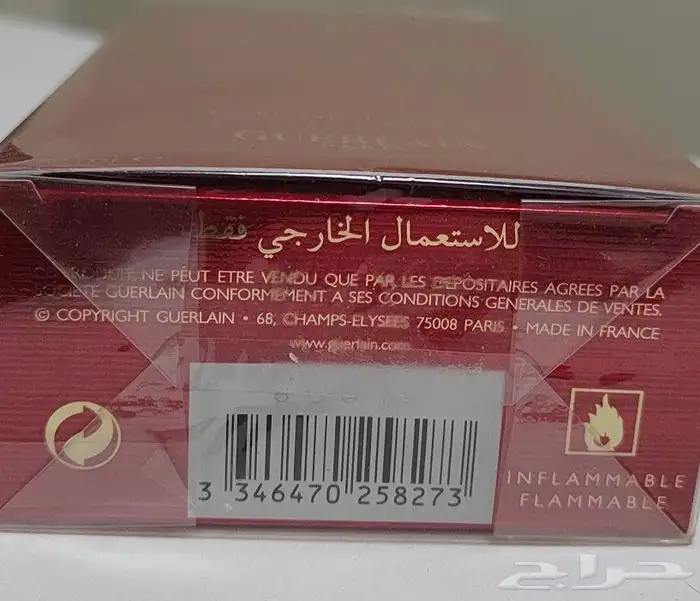 GUERLAIN
للاستعمال الخارجي فقط
CE PRODUIT NE PEUT ETRE VENDU QUE PAR LES DEPOSITAIRES AGREES PAR LA
SOCIETE GUERLAIN CONFORMEMENT A SES CONDITIONS GENERALES DE VENTES.
© COPYRIGHT GUERLAIN • 68, CHAMPS-ELYSEES 75008 PARIS • MADE IN FRANCE
www.guerlain.com
3 346470 258273
INFLAMMABLE
FLAMMABLE
حراج